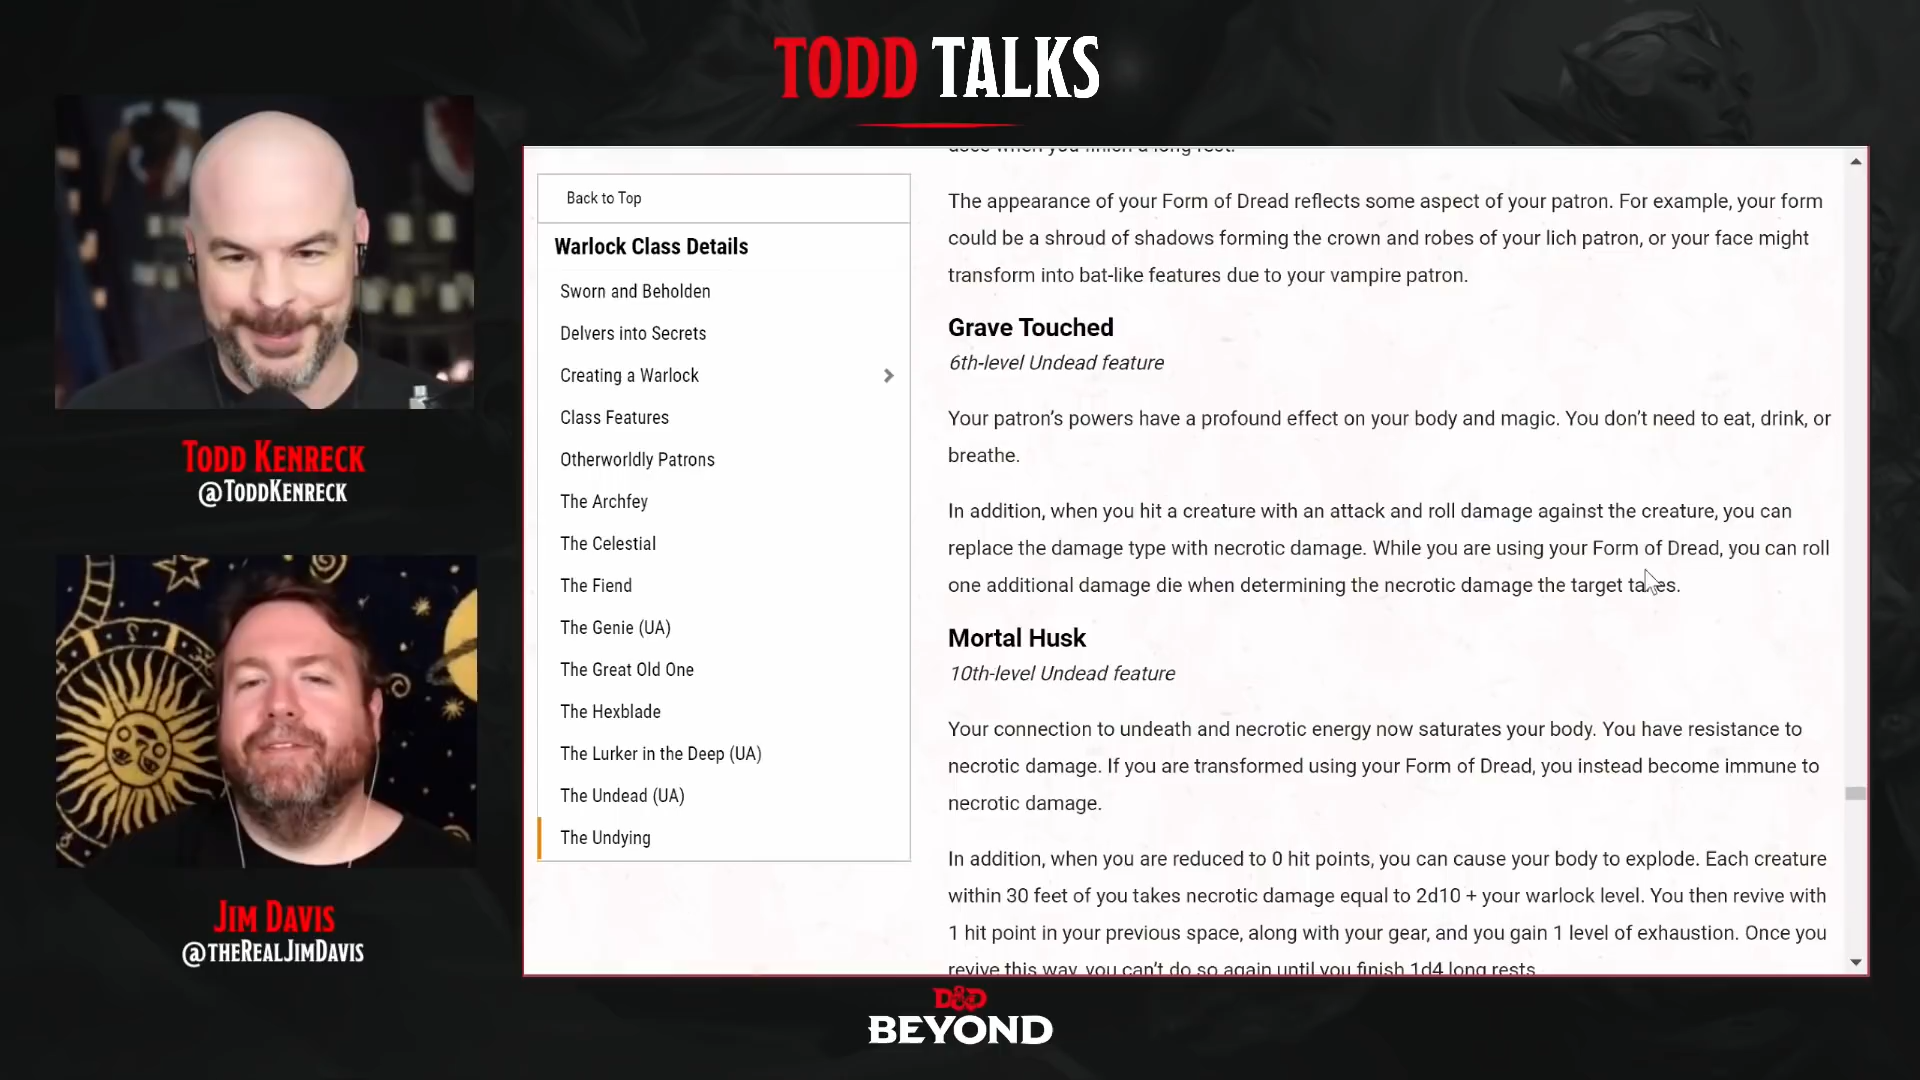 TODD TALKS
TODD KENRECK
@TODDKENRECK
JIM DAVIS
@THEREALJIMDAVIS
Back to Top
Warlock Class Details
Sworn and Beholden
Delvers into Secrets
Creating a Warlock
Class Features
Otherworldly Patrons
The Archfey
The Celestial
The Fiend
The Genie (UA)
The Great Old One
The Hexblade
The Lurker in the Deep (UA)
The Undead (UA)
The Undying
uses when you finish a long rest.
The appearance of your Form of Dread reflects some aspect of your patron. For example, your form
could be a shroud of shadows forming the crown and robes of your lich patron, or your face might
transform into bat-like features due to your vampire patron.
Grave Touched
6th-level Undead feature
Your patron’s powers have a profound effect on your body and magic. You don’t need to eat, drink, or
breathe.
In addition, when you hit a creature with an attack and roll damage against the creature, you can
replace the damage type with necrotic damage. While you are using your Form of Dread, you can roll
one additional damage die when determining the necrotic damage the target takes.
Mortal Husk
10th-level Undead feature
Your connection to undeath and necrotic energy now saturates your body. You have resistance to
necrotic damage. If you are transformed using your Form of Dread, you instead become immune to
necrotic damage.
In addition, when you are reduced to 0 hit points, you can cause your body to explode. Each creature
within 30 feet of you takes necrotic damage equal to 2d10 + your warlock level. You then revive with
1 hit point in your previous space, along with your gear, and you gain 1 level of exhaustion. Once you
revive this way, you can’t do so again until you finish 1d4 long rests.
D&D
BEYOND